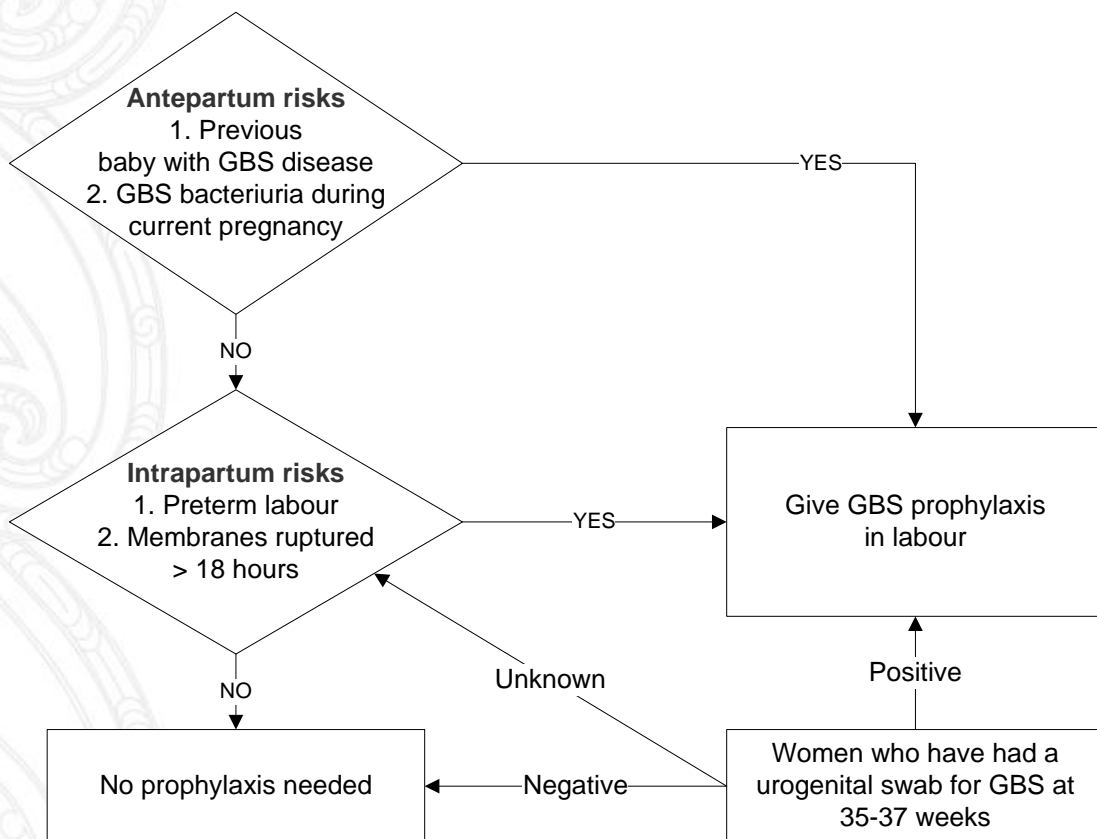 Antepartum risks
1. Previous
baby with GBS disease
2. GBS bacteriuria during
current pregnancy
YES
NO
Intrapartum risks
1. Preterm labour
2. Membranes ruptured
> 18 hours
YES
Give GBS prophylaxis
in labour
Unknown
Positive
NO
No prophylaxis needed
Negative
Women who have had a
urogenital swab for GBS at
35-37 weeks